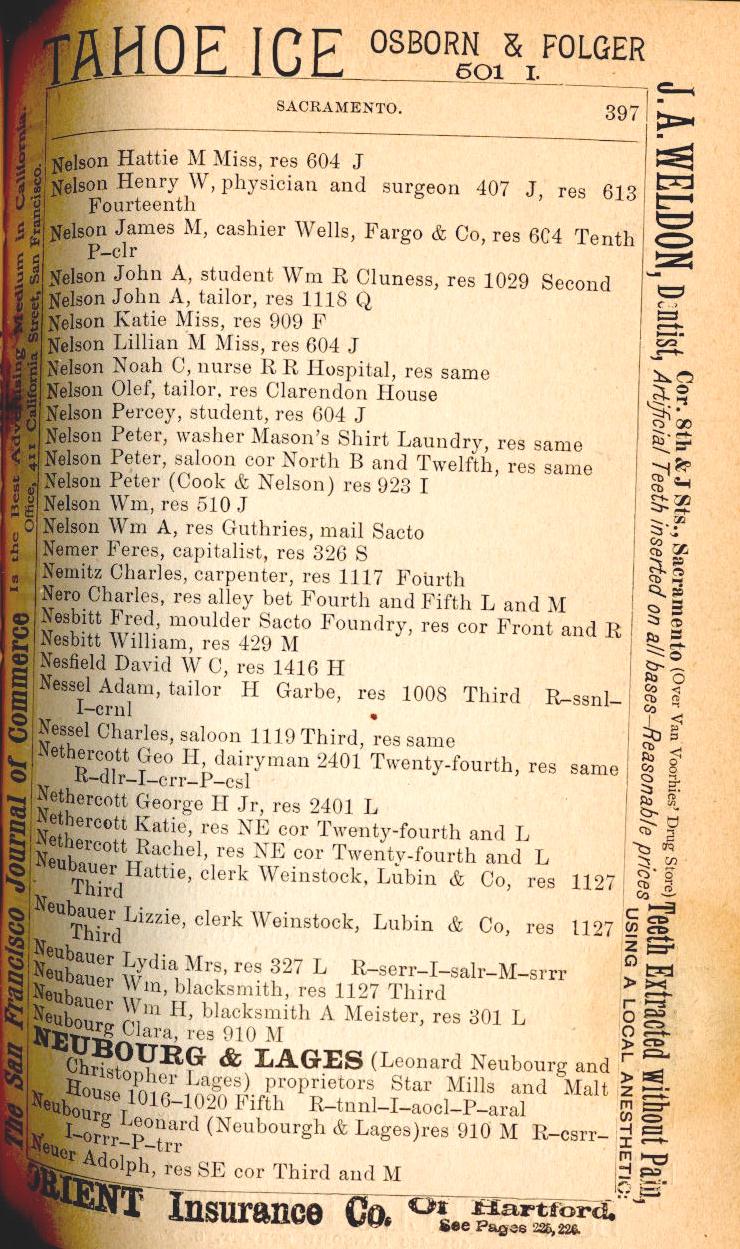 TAHOE ICE OSBORN & FOLGER
501 I.
SACRAMENTO. 397
Nelson Hattie M Miss, res 604 J
Nelson Henry W, physician and surgeon 407 J, res 613
Fourteenth
Nelson James M, cashier Wells, Fargo & Co, res 6C4 Tenth
P–clr
Nelson John A, student Wm R Cluness, res 1029 Second
Nelson John A, tailor, res 1118 Q
Nelson Katie Miss, res 909 F
Nelson Lillian M Miss, res 604 J
Nelson Noah C, nurse R R Hospital, res same
Nelson Olef, tailor, res Clarendon House
Nelson Percey, student, res 604 J
Nelson Peter, washer Mason's Shirt Laundry, res same
Nelson Peter, saloon cor North B and Twelfth, res same
Nelson Peter (Cook & Nelson) res 923 I
Nelson Wm, res 510 J
Nelson Wm A, res Guthries, mail Sacto
Nemer Feres, capitalist, res 326 S
Nemitz Charles, carpenter, res 1117 Fourth
Nero Charles, res alley bet Fourth and Fifth L and M
Nesbitt Fred, moulder Sacto Foundry, res cor Front and R
Nesbitt William, res 429 M
Nesfield David W C, res 1416 H
Nessel Adam, tailor H Garbe, res 1008 Third R–ssnl–
I–crnl
Nessel Charles, saloon 1119 Third, res same
Nethercott Geo H, dairyman 2401 Twenty-fourth, res same
R–dlr–I–crr–P–csl
Nethercott George H Jr, res 2401 L
Nethercott Katie, res NE cor Twenty-fourth and L
Nethercott Rachel, res NE cor Twenty-fourth and L
Neubauer Hattie, clerk Weinstock, Lubin & Co, res 1127
Third
Neubauer Lizzie, clerk Weinstock, Lubin & Co, res 1127
Third
Neubauer Lydia Mrs, res 327 L R–serr–I–salr–M–srrr
Neubauer Wm, blacksmith, res 1127 Third
Neubauer Wm H, blacksmith A Meister, res 301 L
Neubourg Clara, res 910 M
NEUBOURG & LAGES (Leonard Neubourg and
Christopher Lages) proprietors Star Mills and Malt
House 1016–1020 Fifth R–tnnl–I–aocl–P–aral
Neubourg Leonard (Neubourgh & Lages)res 910 M R–csrr–
I–orrr–P–trr
Neuer Adolph, res SE cor Third and M
ORIENT Insurance Co. Of Hartford.
See Pages 225, 226.
The San Francisco Journal of Commerce Is the Best Advertising Medium in California.
Office, 411 California Street, San Francisco.
J. A. WELDON, Dentist, Cor. 8th & J Sts., Sacramento (Over Van Voorhies' Drug Store) Teeth Extracted without Pain,
Artificial Teeth inserted on all bases—Reasonable prices USING A LOCAL ANESTHETIC: